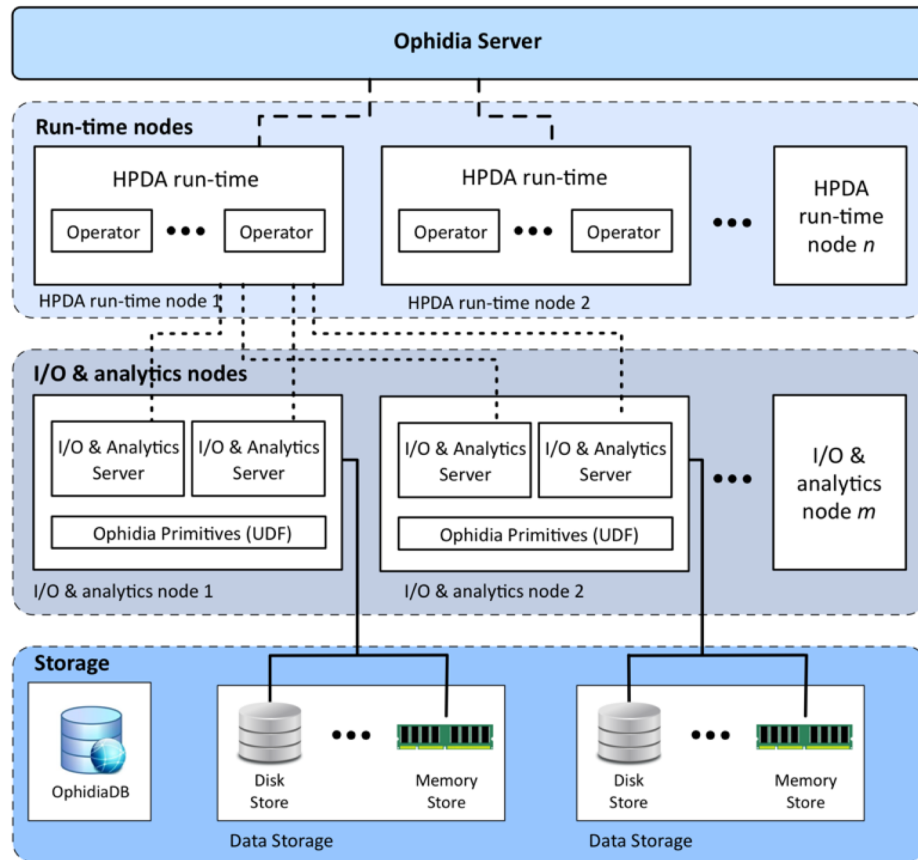 Ophidia Server
Run-time nodes
HPDA run-time
Operator
•••
Operator
HPDA run-time node 1
HPDA run-time
Operator
•••
Operator
HPDA run-time node 2
•••
HPDA
run-time
node n
I/O & analytics nodes
I/O & Analytics
Server
I/O & Analytics
Server
Ophidia Primitives (UDF)
I/O & analytics node 1
I/O & Analytics
Server
I/O & Analytics
Server
Ophidia Primitives (UDF)
I/O & analytics node 2
•••
I/O &
analytics
node m
Storage
OphidiaDB
•••
Disk
Store
Memory
Store
Data Storage
•••
Disk
Store
Memory
Store
Data Storage